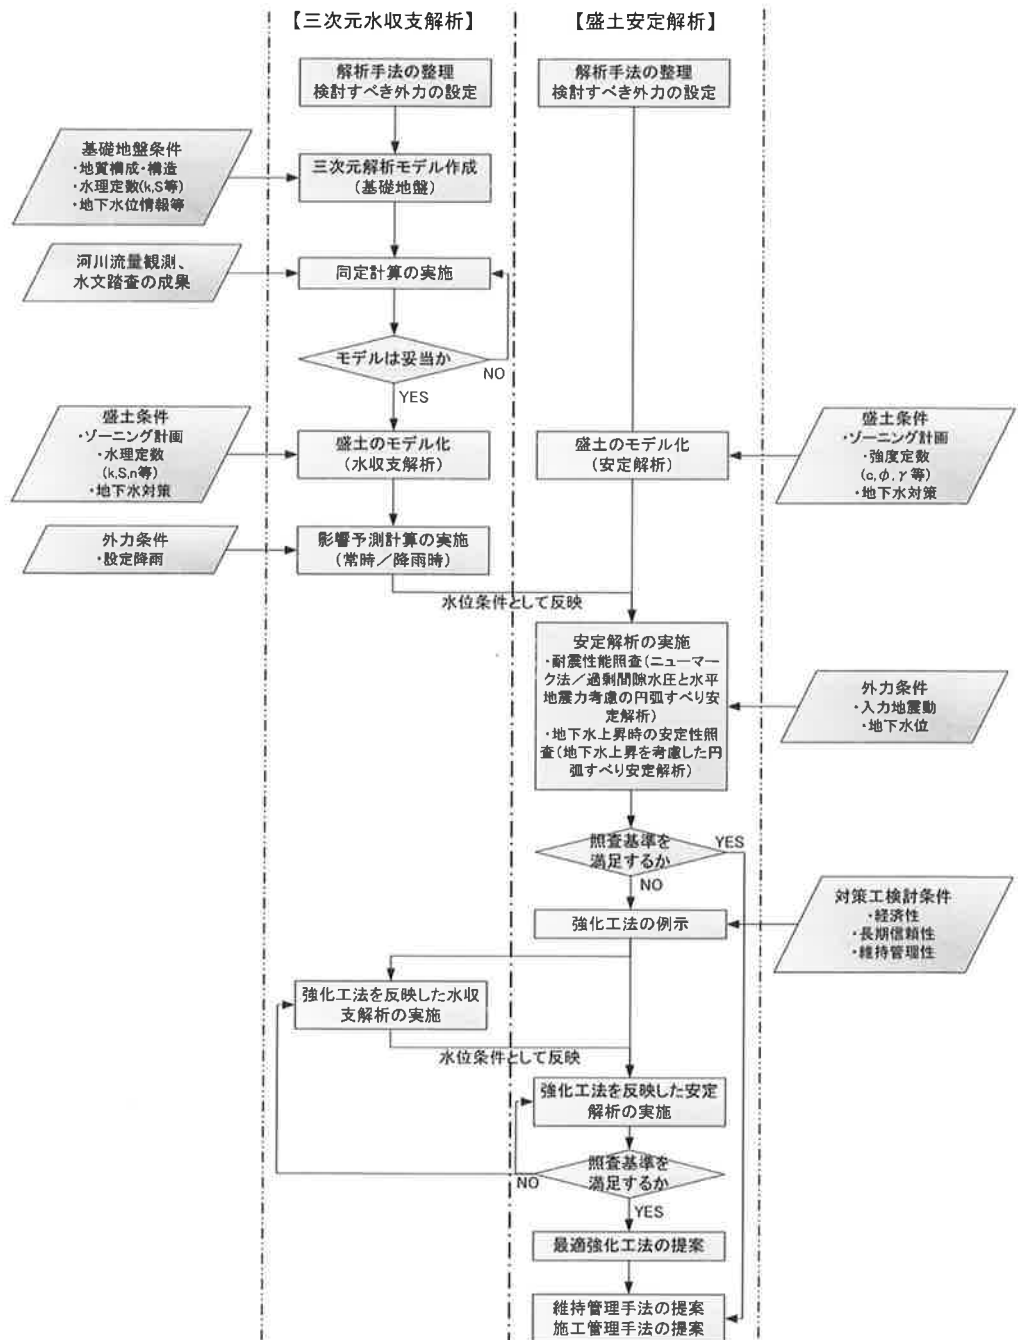 【三次元水収支解析】
【盛土安定解析】
解析手法の整理
検討すべき外力の設定
解析手法の整理
検討すべき外力の設定
基礎地盤条件
・地質構成・構造
・水理定数(k,S等)
・地下水位情報等
三次元解析モデル作成
(基礎地盤)
河川流量観測、
水文踏査の成果
同定計算の実施
モデルは妥当か
NO
YES
盛土条件
・ゾーニング計画
・水理定数
(k,S,n等)
・地下水対策
盛土のモデル化
(水収支解析)
盛土のモデル化
(安定解析)
盛土条件
・ゾーニング計画
・強度定数
(c,φ,γ等)
・地下水対策
外力条件
・設定降雨
影響予測計算の実施
(常時／降雨時)
水位条件として反映
安定解析の実施
・耐震性能照査(ニューマー
ク法／過剰間隙水圧と水平
地震力考慮の円弧すべり安
定解析)
・地下水上昇時の安定性照
査(地下水上昇を考慮した円
弧すべり安定解析)
外力条件
・入力地震動
・地下水位
照査基準を
満足するか
YES
NO
強化工法の例示
対策工検討条件
・経済性
・長期信頼性
・維持管理性
強化工法を反映した水収
支解析の実施
水位条件として反映
強化工法を反映した安定
解析の実施
照査基準を
満足するか
NO
YES
最適強化工法の提案
維持管理手法の提案
施工管理手法の提案